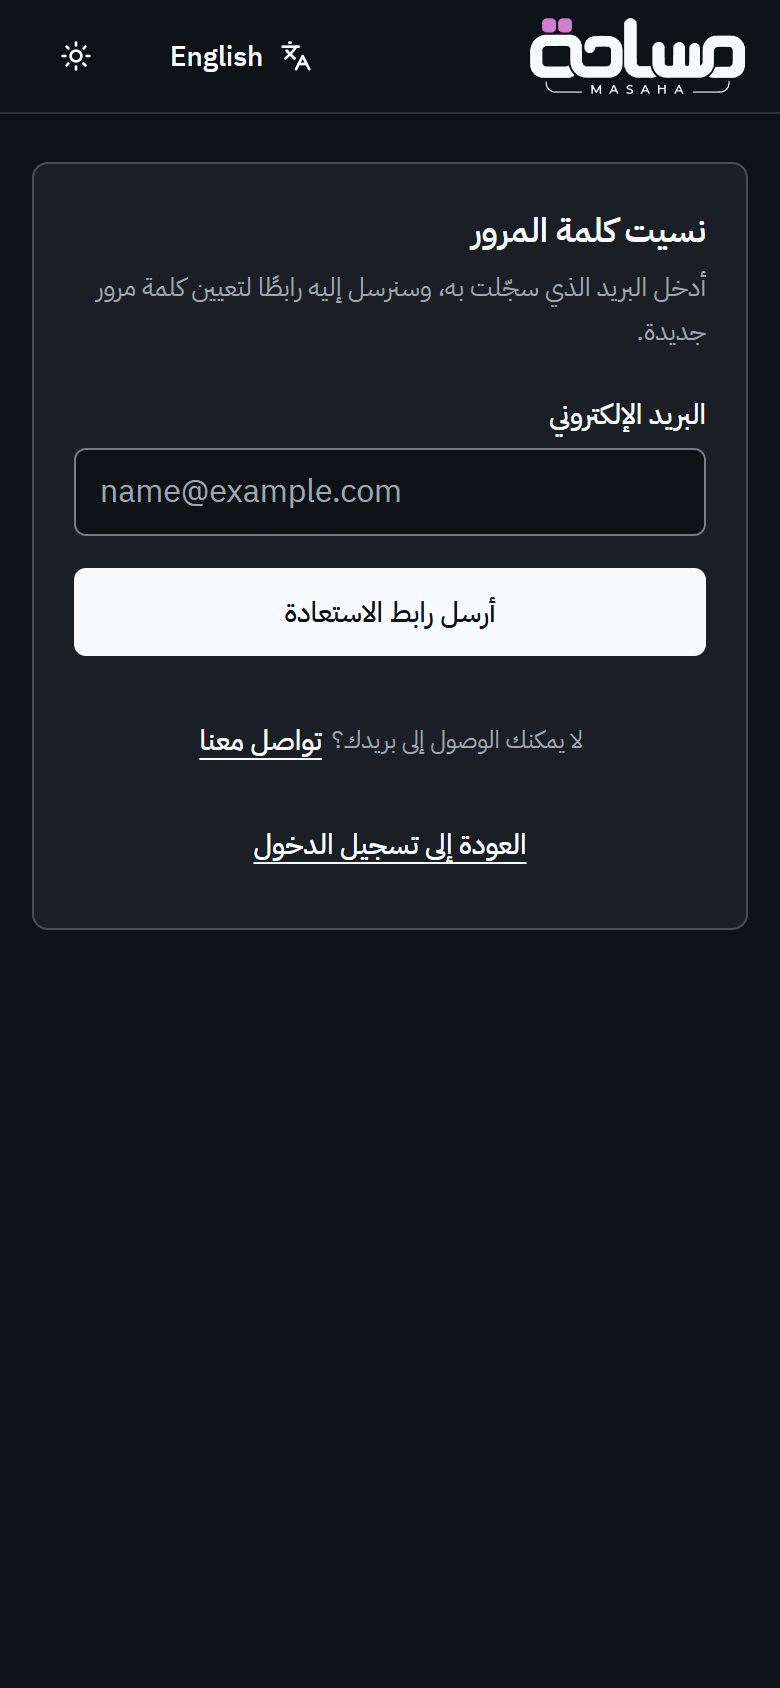 مساحة
MASAHA
English
نسيت كلمة المرور
أدخل البريد الذي سجّلت به، وسنرسل إليه رابطًا لتعيين كلمة مرور
جديدة.
البريد الإلكتروني
name@example.com
أرسل رابط الاستعادة
لا يمكنك الوصول إلى بريدك؟ تواصل معنا
العودة إلى تسجيل الدخول